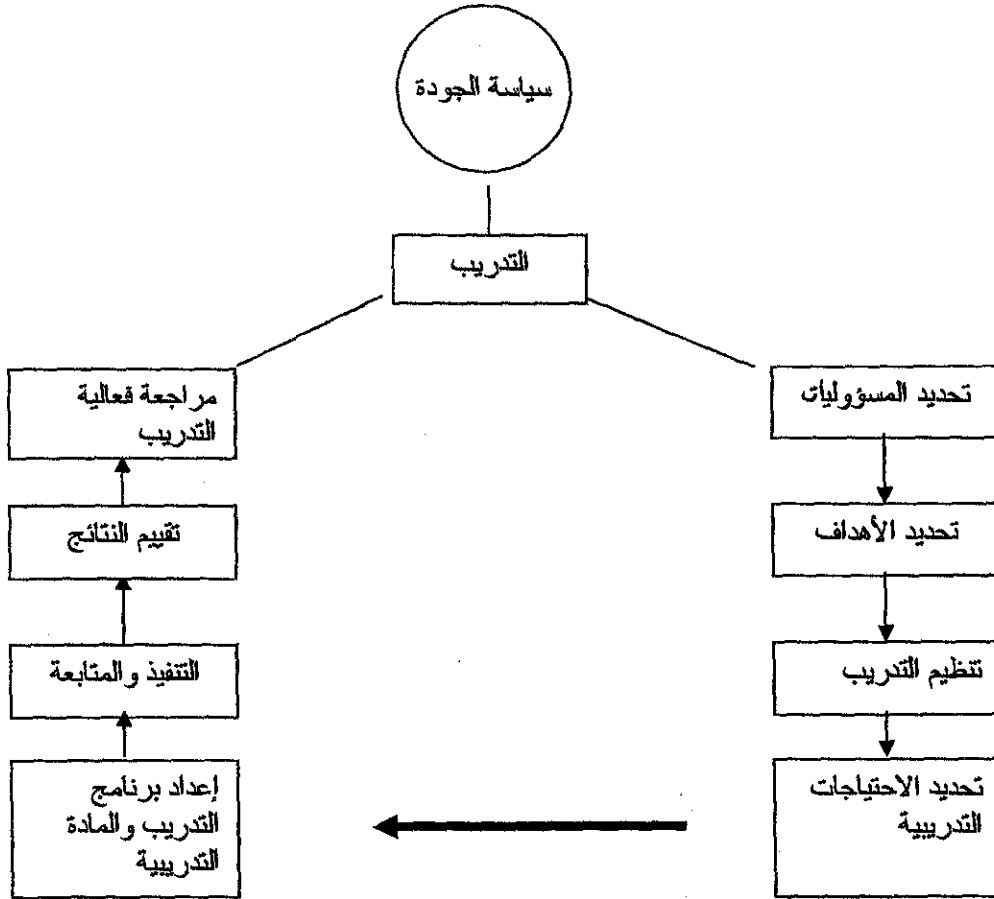 سياسة الجودة
التدريب
تحديد المسؤوليات
تحديد الأهداف
تنظيم التدريب
تحديد الاحتياجات
التدريبية
إعداد برنامج
التدريب والمادة
التدريبية
التنفيذ والمتابعة
تقييم النتائج
مراجعة فعالية
التدريب